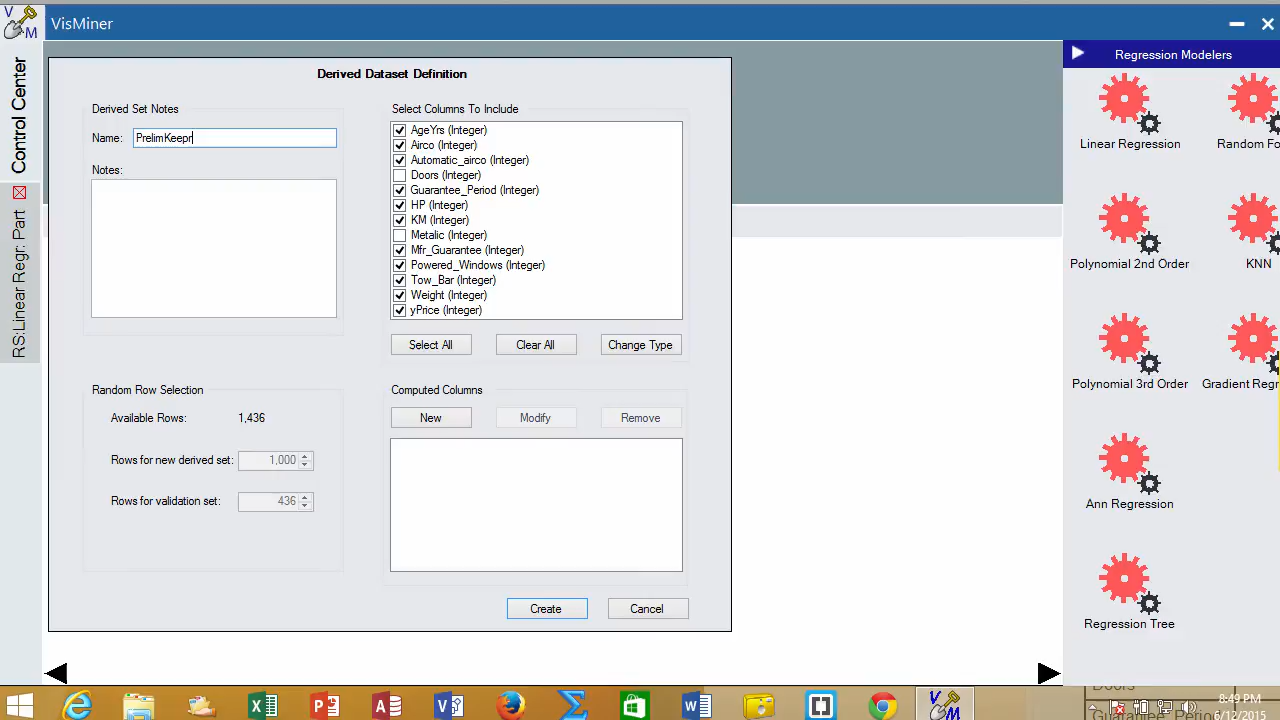 V
M
VisMiner
Control Center
RS:Linear Regr: Part
Derived Dataset Definition
Derived Set Notes
Name: PrelimKeepr
Notes:
Select Columns To Include
AgeYrs (Integer)
Airco (Integer)
Automatic_airco (Integer)
Doors (Integer)
Guarantee_Period (Integer)
HP (Integer)
KM (Integer)
Metalic (Integer)
Mfr_Guarantee (Integer)
Powered_Windows (Integer)
Tow_Bar (Integer)
Weight (Integer)
yPrice (Integer)
Select All Clear All Change Type
Random Row Selection
Available Rows: 1,436
Rows for new derived set: 1,000
Rows for validation set: 436
Computed Columns
New Modify Remove
Create Cancel
Regression Modelers
Linear Regression Random Fo
Polynomial 2nd Order KNN
Polynomial 3rd Order Gradient Regr
Ann Regression
Regression Tree
8:49 PM
6/12/2015